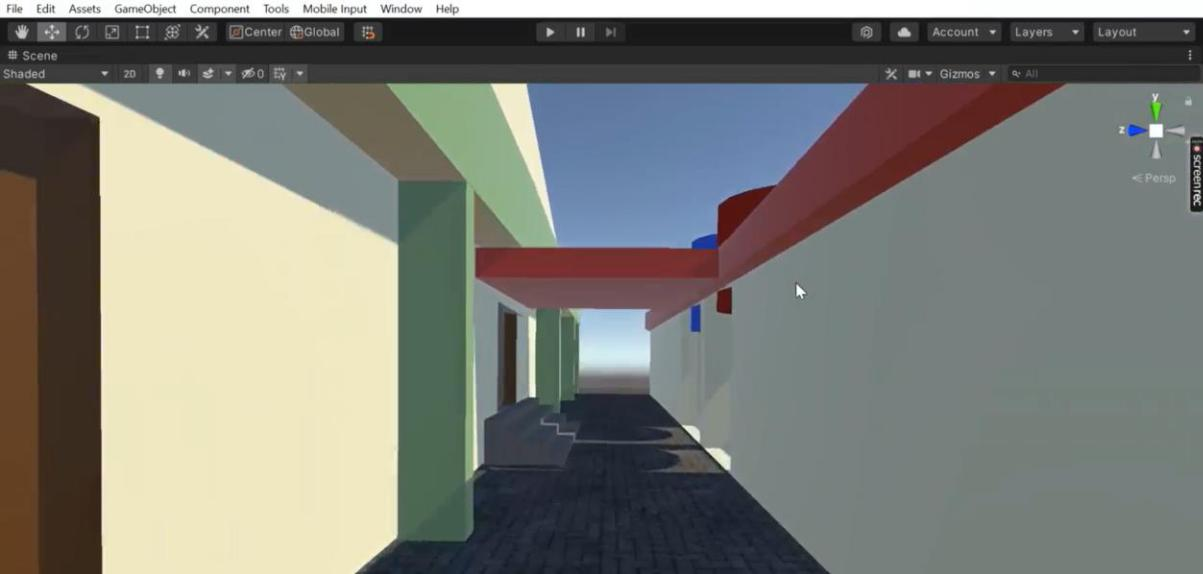 File Edit Assets GameObject Component Tools Mobile Input Window Help
Center Global Account Layers Layout
Scene
Shaded 2D 0 Gizmos All
y
z
Persp
screenrec